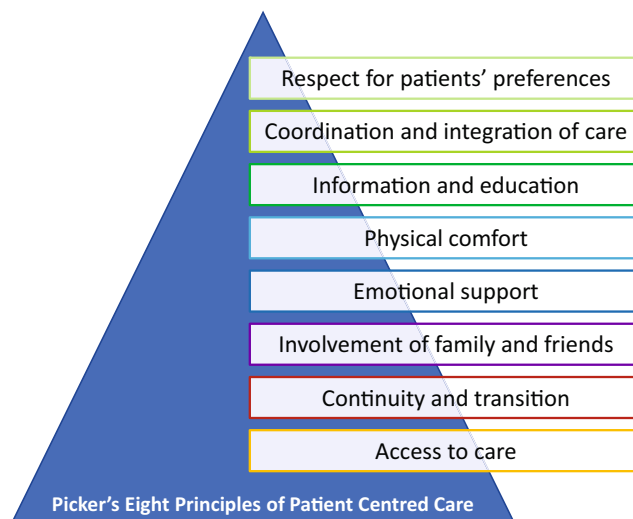 Respect for patients’ preferences
Coordination and integration of care
Information and education
Physical comfort
Emotional support
Involvement of family and friends
Continuity and transition
Access to care
Picker’s Eight Principles of Patient Centred Care